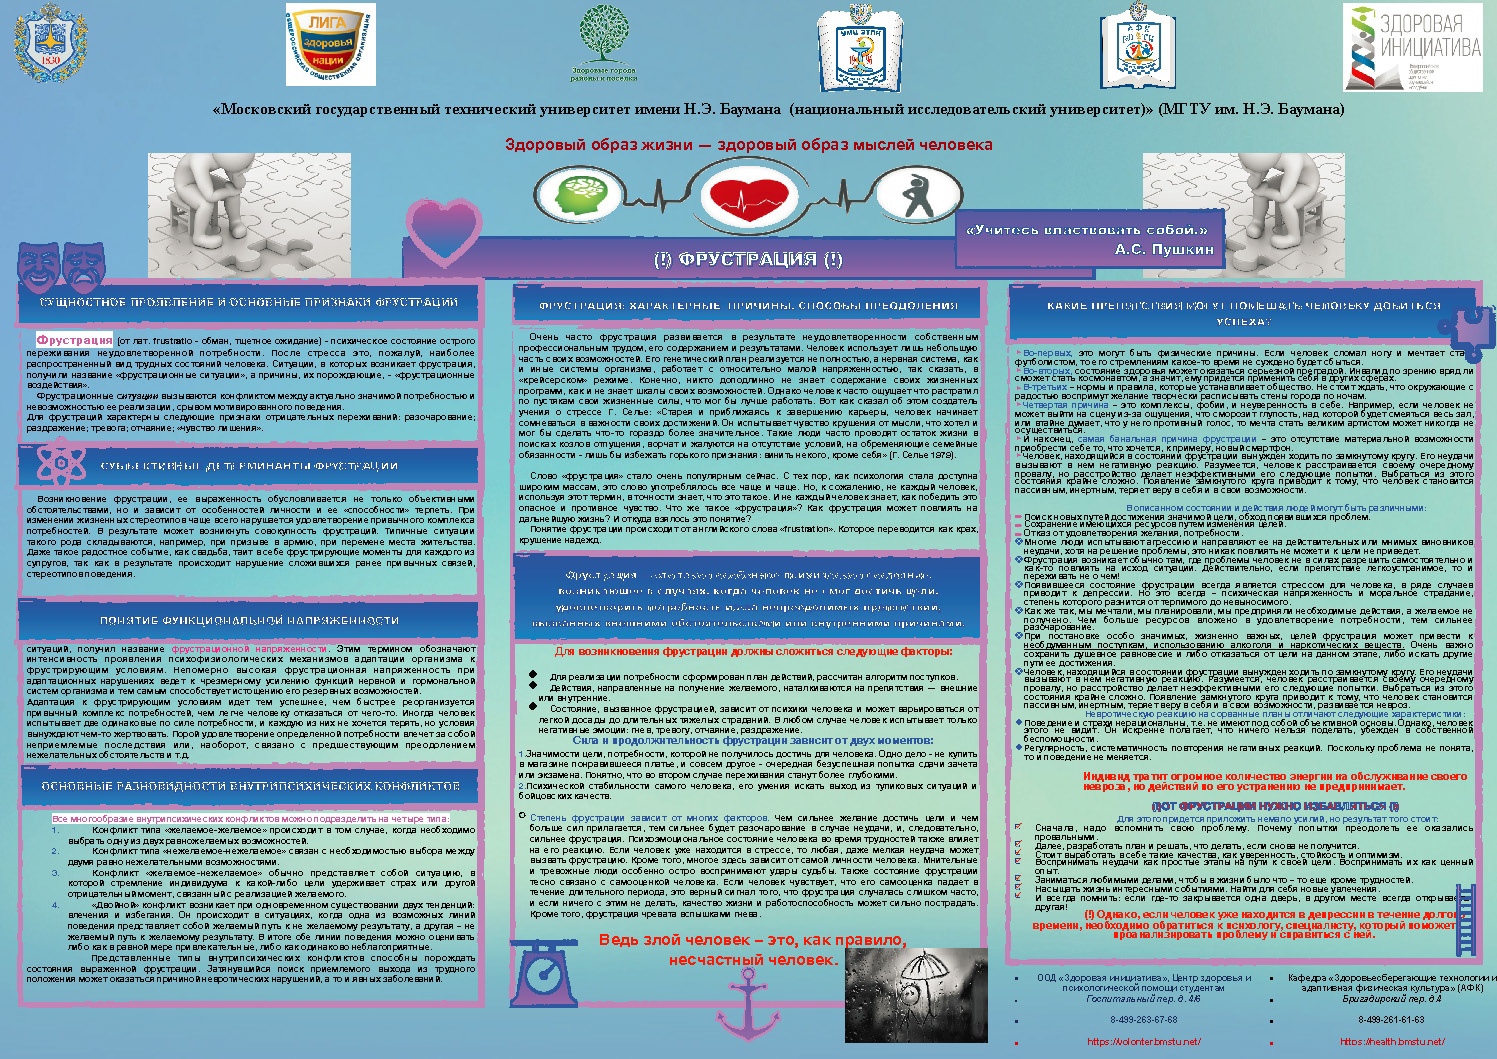 1830
ЛИГА
здоровья
нации
ОБЩЕРОССИЙСКАЯ ОБЩЕСТВЕННАЯ ОРГАНИЗАЦИЯ
Здоровые города
районы и поселки
УМЦ ЭТПН
АФК
ЗДОРОВАЯ
ИНИЦИАТИВА
«Московский государственный технический университет имени Н.Э. Баумана (национальный исследовательский университет)» (МГТУ им. Н.Э. Баумана)
Здоровый образ жизни — здоровый образ мыслей человека
«Учитесь властвовать собой.»
А.С. Пушкин
(!) ФРУСТРАЦИЯ (!)
СУЩНОСТНОЕ ПРОЯВЛЕНИЕ И ОСНОВНЫЕ ПРИЗНАКИ ФРУСТРАЦИИ
Фрустрация (от лат. frustratio - обман, тщетное ожидание) - психическое состояние острого
переживания неудовлетворенной потребности. После стресса это, пожалуй, наиболее
распространенный вид трудных состояний человека. Ситуации, в которых возникает фрустрация,
получили название «фрустрационные ситуации», а причины, их порождающие, - «фрустрационные
воздействия».
Фрустрационные ситуации вызываются конфликтом между актуально значимой потребностью и
невозможностью ее реализации, срывом мотивированного поведения.
Для фрустраций характерны следующие признаки отрицательных переживаний: разочарование;
раздражение; тревога; отчаяние; «чувство лишения».
СУБЪЕКТИВНЫЕ ДЕТЕРМИНАНТЫ ФРУСТРАЦИИ
Возникновение фрустрации, ее выраженность обусловливается не только объективными
обстоятельствами, но и зависит от особенностей личности и ее «способности» терпеть. При
изменении жизненных стереотипов чаще всего нарушается удовлетворение привычного комплекса
потребностей. В результате может возникнуть совокупность фрустраций. Типичные ситуации
такого рода складываются, например, при призыве в армию, при перемене места жительства.
Даже такое радостное событие, как свадьба, таит в себе фрустрирующие моменты для каждого из
супругов, так как в результате происходит нарушение сложившихся ранее привычных связей,
стереотипов поведения.
ПОНЯТИЕ ФУНКЦИОНАЛЬНОЙ НАПРЯЖЕННОСТИ
ситуаций, получил название фрустрационной напряженности. Этим термином обозначают
интенсивность проявления психофизиологических механизмов адаптации организма к
фрустрирующим условиям. Непомерно высокая фрустрационная напряженность при
адаптационных нарушениях ведет к чрезмерному усилению функций нервной и гормональной
систем организма и тем самым способствует истощению его резервных возможностей.
Адаптация к фрустрирующим условиям идет тем успешнее, чем быстрее реорганизуется
привычный комплекс потребностей, чем легче человеку отказаться от чего-то. Иногда человек
испытывает две одинаковые по силе потребности, и каждую из них не хочется терять, но условия
вынуждают чем-то жертвовать. Порой удовлетворение определенной потребности влечет за собой
неприемлемые последствия или, наоборот, связано с предшествующим преодолением
нежелательных обстоятельств и т.д.
ОСНОВНЫЕ РАЗНОВИДНОСТИ ВНУТРИПСИХИЧЕСКИХ КОНФЛИКТОВ
Все многообразие внутрипсихических конфликтов можно подразделить на четыре типа:
1. Конфликт типа «желаемое-желаемое» происходит в том случае, когда необходимо
выбрать одну из двух равножелаемых возможностей.
2. Конфликт типа «нежелаемое-нежелаемое» связан с необходимостью выбора между
двумя равно нежелательными возможностями.
3. Конфликт «желаемое-нежелаемое» обычно представляет собой ситуацию, в
которой стремление индивидуума к какой-либо цели удерживает страх или другой
отрицательный момент, связанный с реализацией желаемого.
4. «Двойной» конфликт возникает при одновременном существовании двух тенденций:
влечения и избегания. Он происходит в ситуациях, когда одна из возможных линий
поведения представляет собой желаемый путь к не желаемому результату, а другая – не
желаемый путь к желаемому результату. В итоге обе линии поведения можно оценивать
либо как в равной мере привлекательные, либо как одинаково неблагоприятные.
Представленные типы внутрипсихических конфликтов способны порождать
состояния выраженной фрустрации. Затянувшийся поиск приемлемого выхода из трудного
положения может оказаться причиной невротических нарушений, а то и явных заболеваний.
ФРУСТРАЦИЯ: ХАРАКТЕРНЫЕ ПРИЧИНЫ, СПОСОБЫ ПРЕОДОЛЕНИЯ
Очень часто фрустрация развивается в результате неудовлетворенности собственным
профессиональным трудом, его содержанием и результатами. Человек использует лишь небольшую
часть своих возможностей. Его генетический план реализуется не полностью, а нервная система, как
и иные системы организма, работает с относительно малой напряженностью, так сказать, в
«крейсерском» режиме. Конечно, никто доподлинно не знает содержание своих жизненных
программ, как и не знает шкалы своих возможностей. Однако человек часто ощущает что растратил
по пустякам свои жизненные силы, что мог бы лучше работать. Вот как сказал об этом создатель
учения о стрессе Г. Селье: «Старея и приближаясь к завершению карьеры, человек начинает
сомневаться в важности своих достижений. Он испытывает чувство крушения от мысли, что хотел и
мог бы сделать что-то гораздо более значительное. Такие люди часто проводят остаток жизни в
поисках козлов отпущения, ворчат и жалуются на отсутствие условий, на обременяющие семейные
обязанности - лишь бы избежать горького признания: винить некого, кроме себя» (Г. Селье 1979).
Слово «фрустрация» стало очень популярным сейчас. С тех пор, как психология стала доступна
широким массам, это слово употреблялось все чаще и чаще. Но, к сожалению, не каждый человек,
используя этот термин, в точности знает, что это такое. И не каждый человек знает, как победить это
опасное и противное чувство. Что же такое «фрустрация»? Как фрустрация может повлиять на
дальнейшую жизнь? И откуда взялось это понятие?
Понятие фрустрации происходит от английского слова «frustration». Которое переводится как крах,
крушение надежд.
Фрустрация – это травмоподобное психическое состояние,
возникающее в случаях, когда человек не смог достичь цели,
удовлетворить потребность из-за непреодолимых препятствий,
вызванных внешними обстоятельствами или внутренними причинами.
Для возникновения фрустрации должны сложиться следующие факторы:
Для реализации потребности сформирован план действий, рассчитан алгоритм поступков.
Действия, направленные на получение желаемого, наталкиваются на препятствия — внешние
или внутренние.
Состояние, вызванное фрустрацией, зависит от психики человека и может варьироваться от
легкой досады до длительных тяжелых страданий. В любом случае человек испытывает только
негативные эмоции: гнев, тревогу, отчаяние, раздражение.
Сила и продолжительность фрустрации зависит от двух моментов:
1.Значимости цели, потребности, которой не получилось достичь для человека. Одно дело - не купить
в магазине понравившееся платье, и совсем другое - очередная безуспешная попытка сдачи зачета
или экзамена. Понятно, что во втором случае переживания станут более глубокими.
2.Психической стабильности самого человека, его умения искать выход из тупиковых ситуаций и
бойцовских качеств.
Степень фрустрации зависит от многих факторов. Чем сильнее желание достичь цели и чем
больше сил прилагается, тем сильнее будет разочарование в случае неудачи, и, следовательно,
сильнее фрустрация. Психоэмоциональное состояние во время трудностей также влияет
на его реакцию. Если человек уже находится в стрессе, то любая, даже мелкая неудача может
вызвать фрустрацию. Кроме того, многое здесь зависит от самой личности человека. Мнительные
и тревожные люди особенно остро воспринимают удары судьбы. Также состояние фрустрации
тесно связано с самооценкой человека. Если человек чувствует, что его самооценка падает в
течение длительного периода, это верный сигнал того, что фрустрация случалась слишком часто,
и если ничего с этим не делать, качество жизни и работоспособность может сильно пострадать.
Кроме того, фрустрация чревата вспышками гнева.
Ведь злой человек – это, как правило,
несчастный человек.
КАКИЕ ПРЕПЯТСТВИЯ МОГУТ ПОМЕШАТЬ ЧЕЛОВЕКУ ДОБИТЬСЯ
УСПЕХА?
Во-первых, это могут быть физические причины. Если человек сломал ногу и мечтает ста
футболистом, то его стремлениям какое-то время не суждено будет сбыться.
Во-вторых, состояние здоровья может оказаться серьезной преградой. Инвалид по зрению вряд ли
сможет стать космонавтом, а значит, ему придется применить себя в других сферах.
В-третьих – нормы и правила, которые устанавливает общество. Не стоит ждать, что окружающие с
радостью воспримут желание творчески расписать стены города по ночам.
Четвертая причина – это комплексы, фобии, и неуверенность в себе. Например, если человек не
может выйти на сцену из-за ощущения, что сморозит глупость, над которой будет смеяться весь зал,
или втайне думает, что у него противный голос, то мечта стать великим артистом может никогда не
осуществиться.
И наконец, самая банальная причина фрустрации – это отсутствие материальной возможности
приобрести себе то, что хочется, к примеру, новый смартфон.
Человек, находящийся в состоянии фрустрации вынужден ходить по замкнутому кругу. Его неудачи
вызывают в нем негативную реакцию. Разумеется, человек расстраивается своему очередному
провалу, но расстройство делает неэффективными его следующие попытки. Выбраться из этого
состояния крайне сложно. Появление замкнутого круга приводит к тому, что человек становится
пассивным, инертным, теряет веру в себя и в свои возможности.
В описанном состоянии и действия людей могут быть различными:
Поиск новых путей достижения значимой цели, обход появившихся проблем.
Сохранение имеющихся ресурсов путем изменения целей.
Отказ от удовлетворения желания, потребности.
Многие люди испытывают агрессию и направляют ее на действительных или мнимых виновников
неудачи, хотя на решение проблемы, это никак повлиять не может и к цели не приведет.
Фрустрация возникает обычно там, где проблемы человек не в силах разрешить самостоятельно и
как-то повлиять на исход ситуации. Действительно, если препятствие легкоустранимое, то и
переживать не о чем!
Появившееся состояние фрустрации всегда является стрессом для человека, в ряде случаев
приводит к депрессии. Но это всегда – психическая напряженность и моральное страдание,
степень которого разнится от терпимого до невыносимого.
Как же так, мы мечтали, мы планировали, мы предприняли необходимые действия, а желаемое не
получено. Чем больше ресурсов вложено в удовлетворение потребности, тем сильнее
разочарование.
При постановке особо значимых, жизненно важных, целей фрустрация может привести к
необдуманным поступкам, использованию алкоголя и наркотических веществ. Очень важно
сохранить душевное равновесие и либо отказаться от цели на данном этапе, либо искать другие
пути ее достижения.
Человек, находящийся в состоянии фрустрации вынужден ходить по замкнутому кругу. Его неудачи
вызывают в нем негативную реакцию. Разумеется, человек расстраивается своему очередному
провалу, но расстройство делает неэффективными его следующие попытки. Выбраться из этого
состояния крайне сложно. Появление замкнутого круга приводит к тому, что человек становится
пассивным, инертным, теряет веру в себя и в свои возможности, развивается невроз.
Невротическую реакцию на сорванные планы отличают следующие характеристики:
Поведение и страхи нерациональны, т.е. не имеют под собой объективной основы. Однако, человек
этого не видит. Он искренне полагает, что ничего нельзя поделать, убежден в собственной
беспомощности.
Регулярность, систематичность повторения негативных реакций. Поскольку проблема не понята,
то и поведение не меняется.
Индивид тратит огромное количество энергии на обслуживание своего
невроза, но действий по его устранению не предпринимает.
(!)ОТ ФРУСТРАЦИИ НУЖНО ИЗБАВЛЯТЬСЯ (!)
Для этого придется приложить немало усилий, но результат того стоит:
Сначала, надо вспомнить свою проблему. Почему попытки преодолеть ее оказались
провальными.
Далее, разработать план и решать, что делать, если снова не получится.
Стоит выработать в себе такие качества, как уверенность, стойкость и оптимизм.
Воспринимать неудачи как простые этапы на пути к своей цели. Воспринимать их как ценный
опыт.
Заниматься любимыми делами, чтобы в жизни было что – то еще кроме трудностей.
Насыщать жизнь интересными событиями. Найти для себя новые увлечения.
И всегда помнить: если где-то закрывается одна дверь, в другом месте всегда открывает
другая!
(!) Однако, если человек уже находится в депрессии в течение долгог
времени, необходимо обратиться к психологу, специалисту, который поможет
проанализировать проблему и справиться с ней.
ООД «Здоровая инициатива», Центр здоровья и
психологической помощи студентам
Госпитальный пер. д. 4/6
8-499-263-67-68
https://volonter.bmstu.net/
Кафедра «Здоровьесберегающие технологии и
адаптивная физическая культура» (АФК)
Бригадирский пер. д.4
8-499-261-61-63
https://health.bmstu.net/